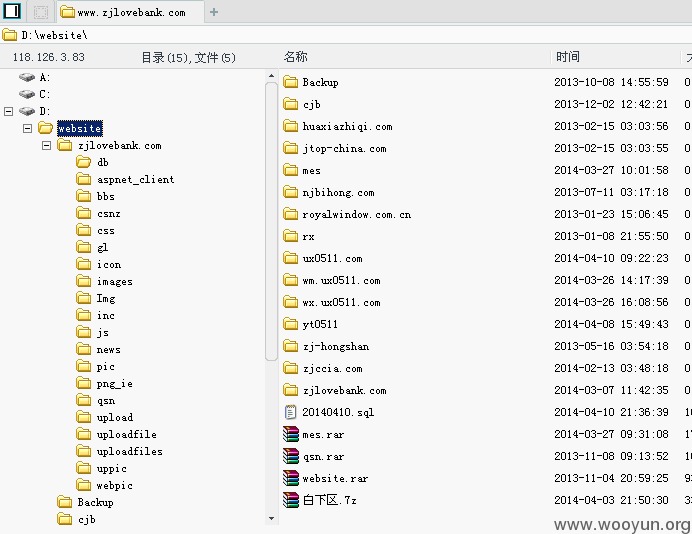 www.zjlovebank.com
D:\website\
118.126.3.83 目录(15),文件(5) 名称 时间
A:
C:
D:
website
zjlovebank.com
db
aspnet_client
bbs
csnz
css
gl
icon
images
Img
inc
js
news
pic
png_ie
qsn
upload
uploadfile
uploadfiles
uppic
webpic
Backup
cjb
Backup 2013-10-08 14:55:59 0
cjb 2013-12-02 12:42:21 0
huaxiazhiqi.com 2013-02-15 03:03:56 0
jtop-china.com 2013-02-15 03:03:55 0
mes 2014-03-27 10:01:58 0
njbihong.com 2013-07-11 03:17:18 0
royalwindow.com.cn 2013-01-23 15:06:45 0
rx 2013-01-08 21:55:50 0
ux0511.com 2014-04-10 09:22:23 0
wm.ux0511.com 2014-03-26 14:17:39 0
wx.ux0511.com 2014-03-26 16:08:56 0
yt0511 2014-04-08 15:49:43 0
zj-hongshan 2013-05-16 03:54:18 0
zjccia.com 2014-02-13 03:48:18 0
zjlovebank.com 2014-03-07 11:42:35 0
20140410.sql 2014-04-10 21:36:39
mes.rar 2014-03-27 09:31:08
qsn.rar 2013-11-08 09:13:52
website.rar 2013-11-04 20:59:25
白下区.7z 2014-04-03 21:50:30
www.wooyun.org